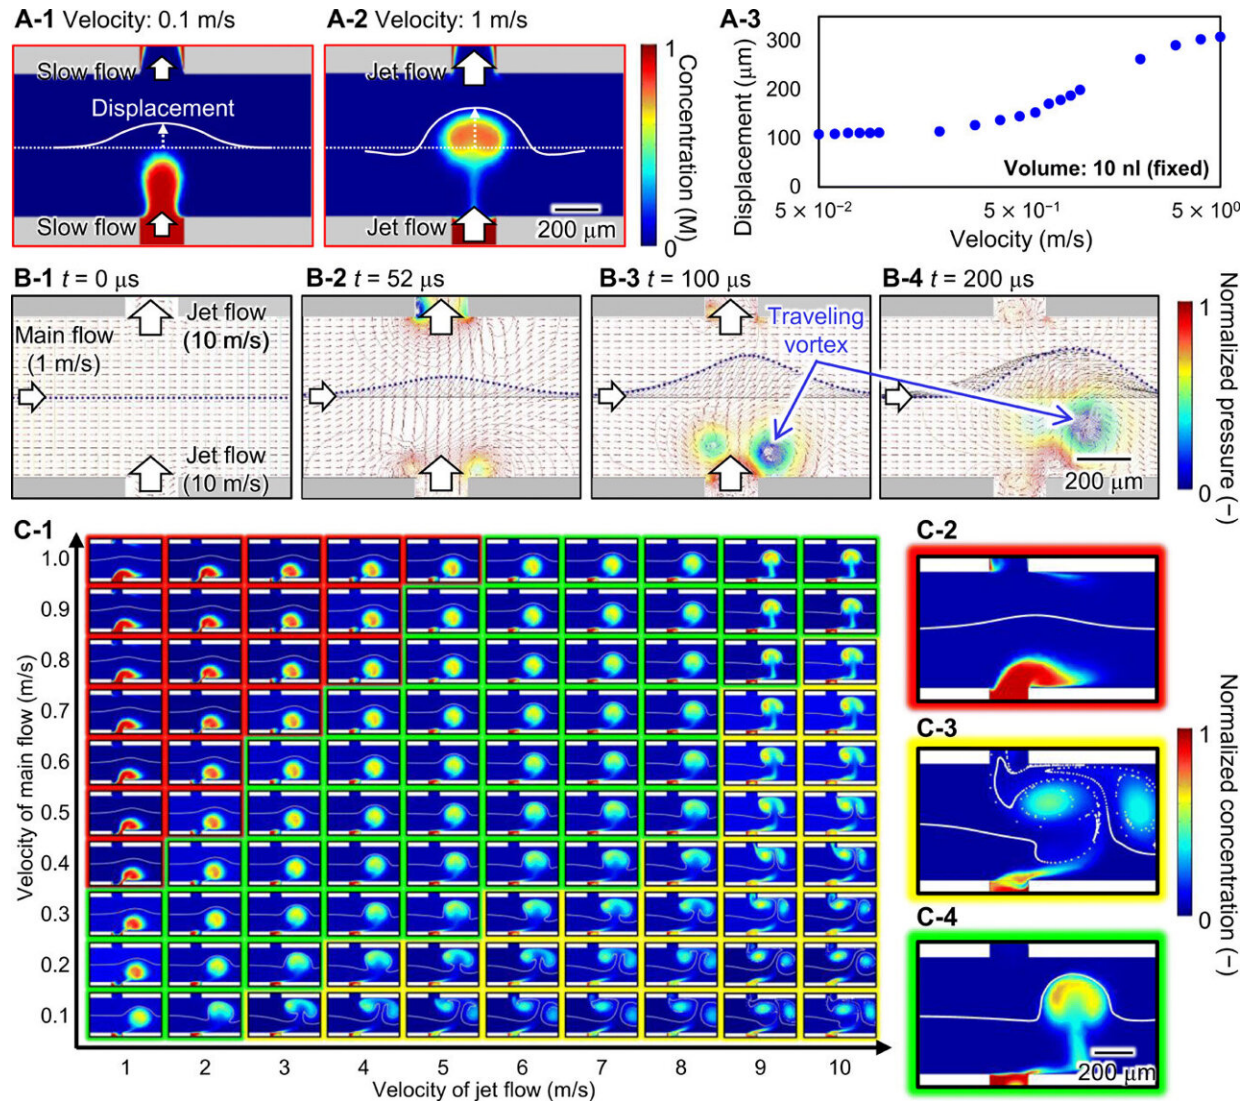 A-1 Velocity: 0.1 m/s
Slow flow
Displacement
Slow flow
A-2 Velocity: 1 m/s
Jet flow
Jet flow
200 μm
1
Concentration (M)
0
A-3
Displacement (μm)
300
200
100
0
Volume: 10 nl (fixed)
5 × 10⁻²
5 × 10⁻¹
5 × 10⁰
Velocity (m/s)
B-1 t = 0 μs
Jet flow
(10 m/s)
Main flow
(1 m/s)
Jet flow
(10 m/s)
B-2 t = 52 μs
B-3 t = 100 μs
Traveling
vortex
B-4 t = 200 μs
200 μm
1
Normalized pressure (−)
0
C-1
Velocity of main flow (m/s)
1.0
0.9
0.8
0.7
0.6
0.5
0.4
0.3
0.2
0.1
1 2 3 4 5 6 7 8 9 10
Velocity of jet flow (m/s)
C-2
C-3
C-4
200 μm
1
Normalized concentration (−)
0